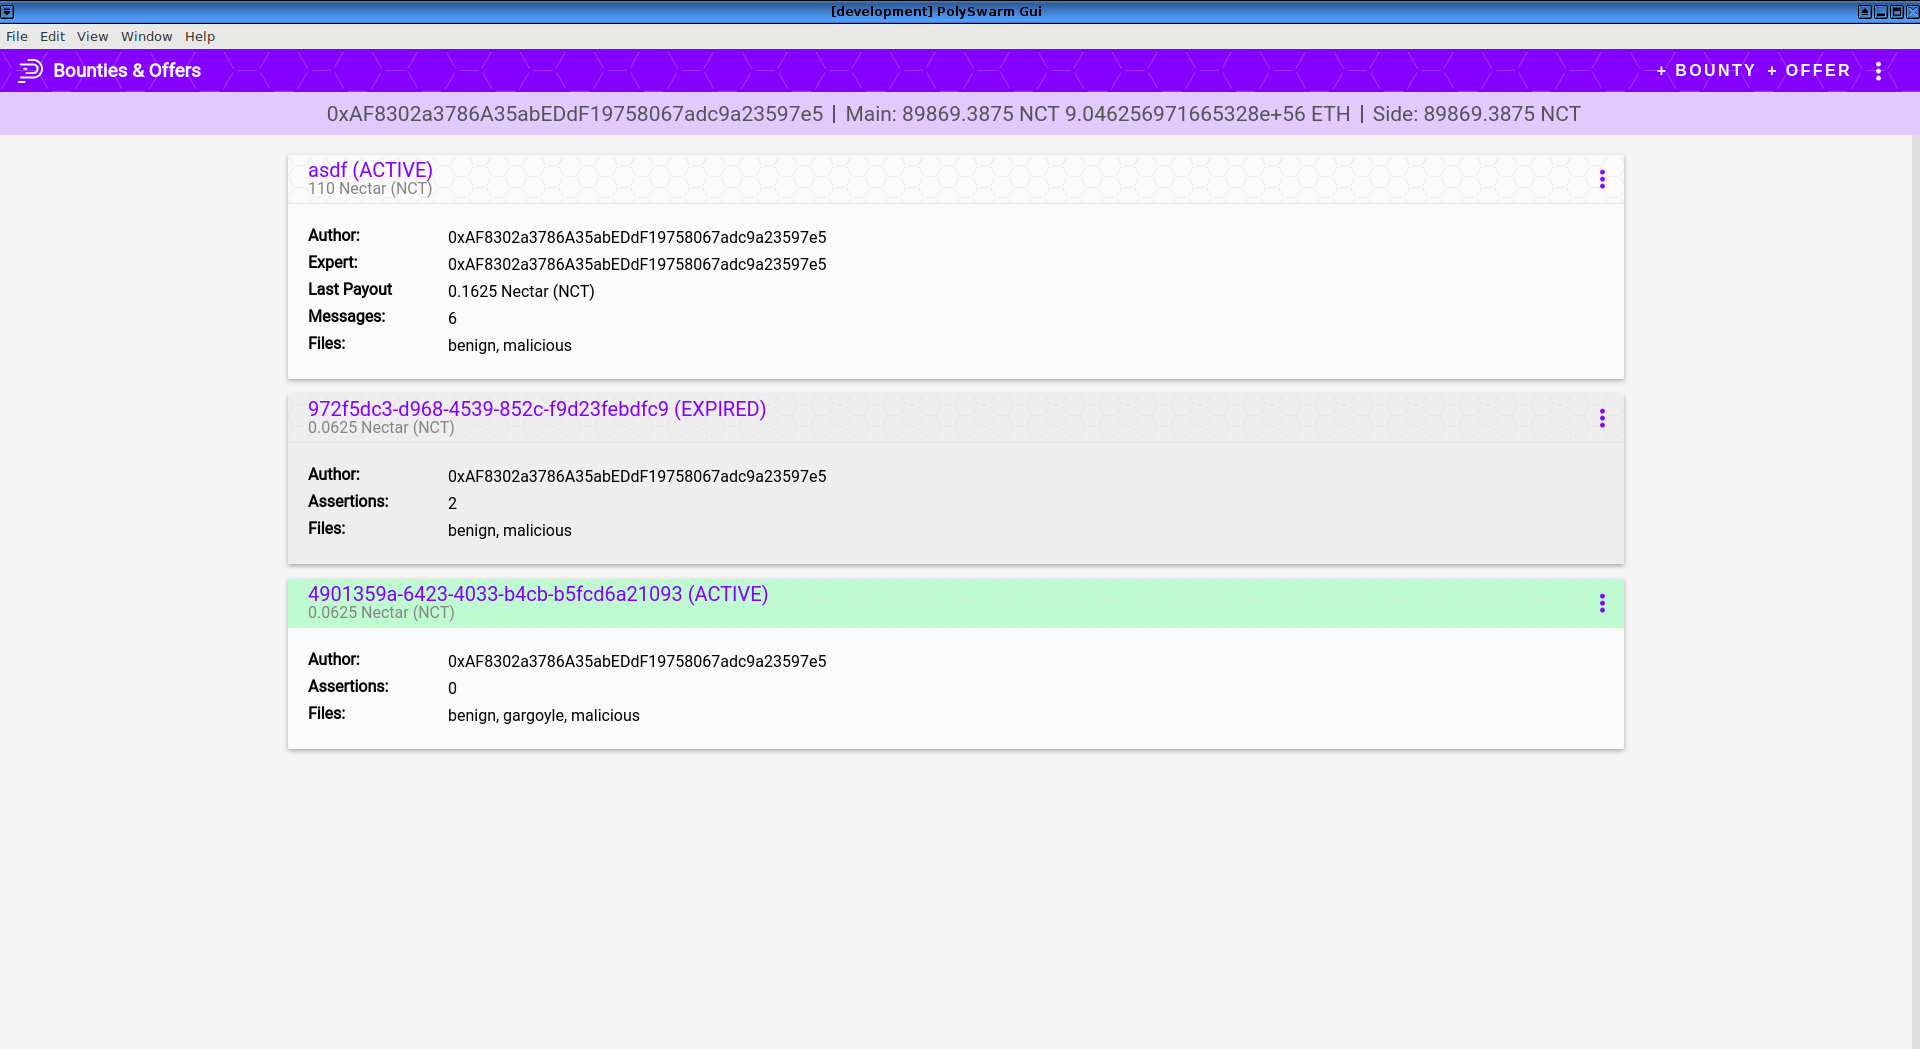 [development] PolySwarm Gui
File Edit View Window Help
Bounties & Offers + BOUNTY + OFFER
0xAF8302a3786A35abEDdF19758067adc9a23597e5 | Main: 89869.3875 NCT 9.046256971665328e+56 ETH | Side: 89869.3875 NCT
asdf (ACTIVE)
110 Nectar (NCT)
Author: 0xAF8302a3786A35abEDdF19758067adc9a23597e5
Expert: 0xAF8302a3786A35abEDdF19758067adc9a23597e5
Last Payout 0.1625 Nectar (NCT)
Messages: 6
Files: benign, malicious
972f5dc3-d968-4539-852c-f9d23febdfc9 (EXPIRED)
0.0625 Nectar (NCT)
Author: 0xAF8302a3786A35abEDdF19758067adc9a23597e5
Assertions: 2
Files: benign, malicious
4901359a-6423-4033-b4cb-b5fcd6a21093 (ACTIVE)
0.0625 Nectar (NCT)
Author: 0xAF8302a3786A35abEDdF19758067adc9a23597e5
Assertions: 0
Files: benign, gargoyle, malicious